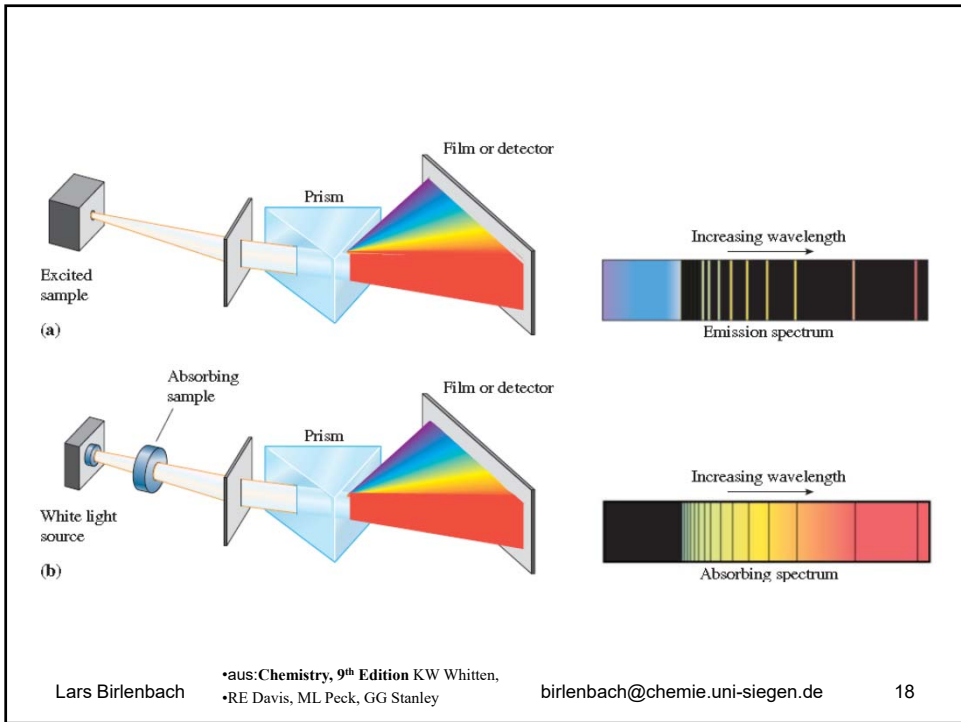 Film or detector
Prism
Excited
sample
(a)
Increasing wavelength
Emission spectrum
Absorbing
sample
Film or detector
Prism
White light
source
(b)
Increasing wavelength
Absorbing spectrum
Lars Birlenbach
•aus:Chemistry, 9th Edition KW Whitten,
•RE Davis, ML Peck, GG Stanley
birlenbach@chemie.uni-siegen.de
18